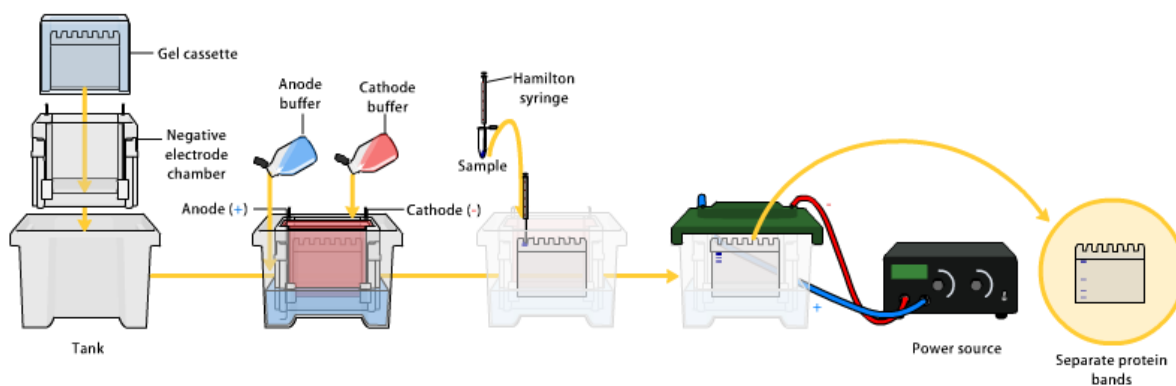 Gel cassette
Negative
electrode
chamber
Tank
Anode
buffer
Cathode
buffer
Anode (+)
Cathode (-)
Hamilton
syringe
Sample
-
+
Power source
Separate protein
bands